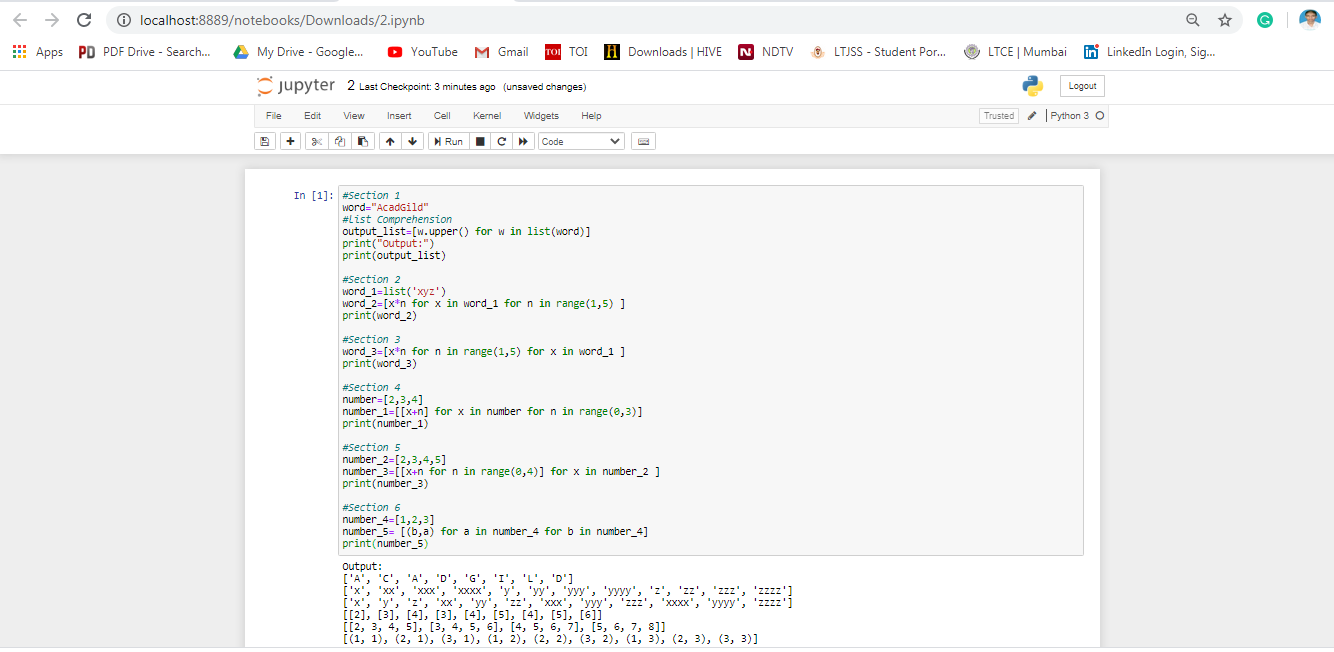 localhost:8889/notebooks/Downloads/2.ipynb
Apps PDF Drive - Search... My Drive - Google... YouTube Gmail TOI TOI H Downloads | HIVE N NDTV LTJSS - Student Por... LTCE | Mumbai in LinkedIn Login, Sig...
jupyter 2 Last Checkpoint: 3 minutes ago (unsaved changes) Logout
File Edit View Insert Cell Kernel Widgets Help Trusted Python 3
Run Code
In [1]: #Section 1
word="AcadGild"
#List Comprehension
output_list=[w.upper() for w in list(word)]
print("Output:")
print(output_list)
#Section 2
word_1=list('xyz')
word_2=[x*n for x in word_1 for n in range(1,5) ]
print(word_2)
#Section 3
word_3=[x*n for n in range(1,5) for x in word_1 ]
print(word_3)
#Section 4
number=[2,3,4]
number_1=[[x+n] for x in number for n in range(0,3)]
print(number_1)
#Section 5
number_2=[2,3,4,5]
number_3=[[x+n for n in range(0,4)] for x in number_2 ]
print(number_3)
#Section 6
number_4=[1,2,3]
number_5= [(b,a) for a in number_4 for b in number_4]
print(number_5)
Output:
['A', 'C', 'A', 'D', 'G', 'I', 'L', 'D']
['x', 'xx', 'xxx', 'xxxx', 'y', 'yy', 'yyy', 'yyyy', 'z', 'zz', 'zzz', 'zzzz']
['x', 'y', 'z', 'xx', 'yy', 'zz', 'xxx', 'yyy', 'zzz', 'xxxx', 'yyyy', 'zzzz']
[[2], [3], [4], [3], [4], [5], [4], [5], [6]]
[[2, 3, 4, 5], [3, 4, 5, 6], [4, 5, 6, 7], [5, 6, 7, 8]]
[(1, 1), (2, 1), (3, 1), (1, 2), (2, 2), (3, 2), (1, 3), (2, 3), (3, 3)]